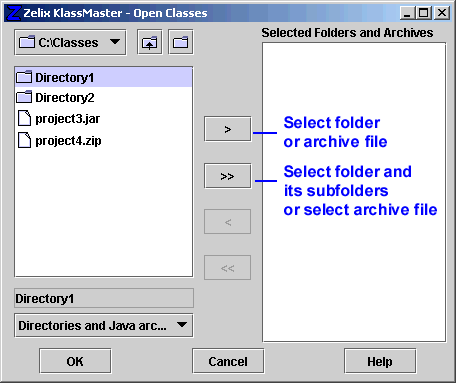 Zelix KlassMaster - Open Classes
C:\Classes
Selected Folders and Archives
Directory1
Directory2
project3.jar
project4.zip
>
Select folder
or archive file
>>
Select folder and
its subfolders
or select archive file
<
<<
Directory1
Directories and Java arc...
OK
Cancel
Help